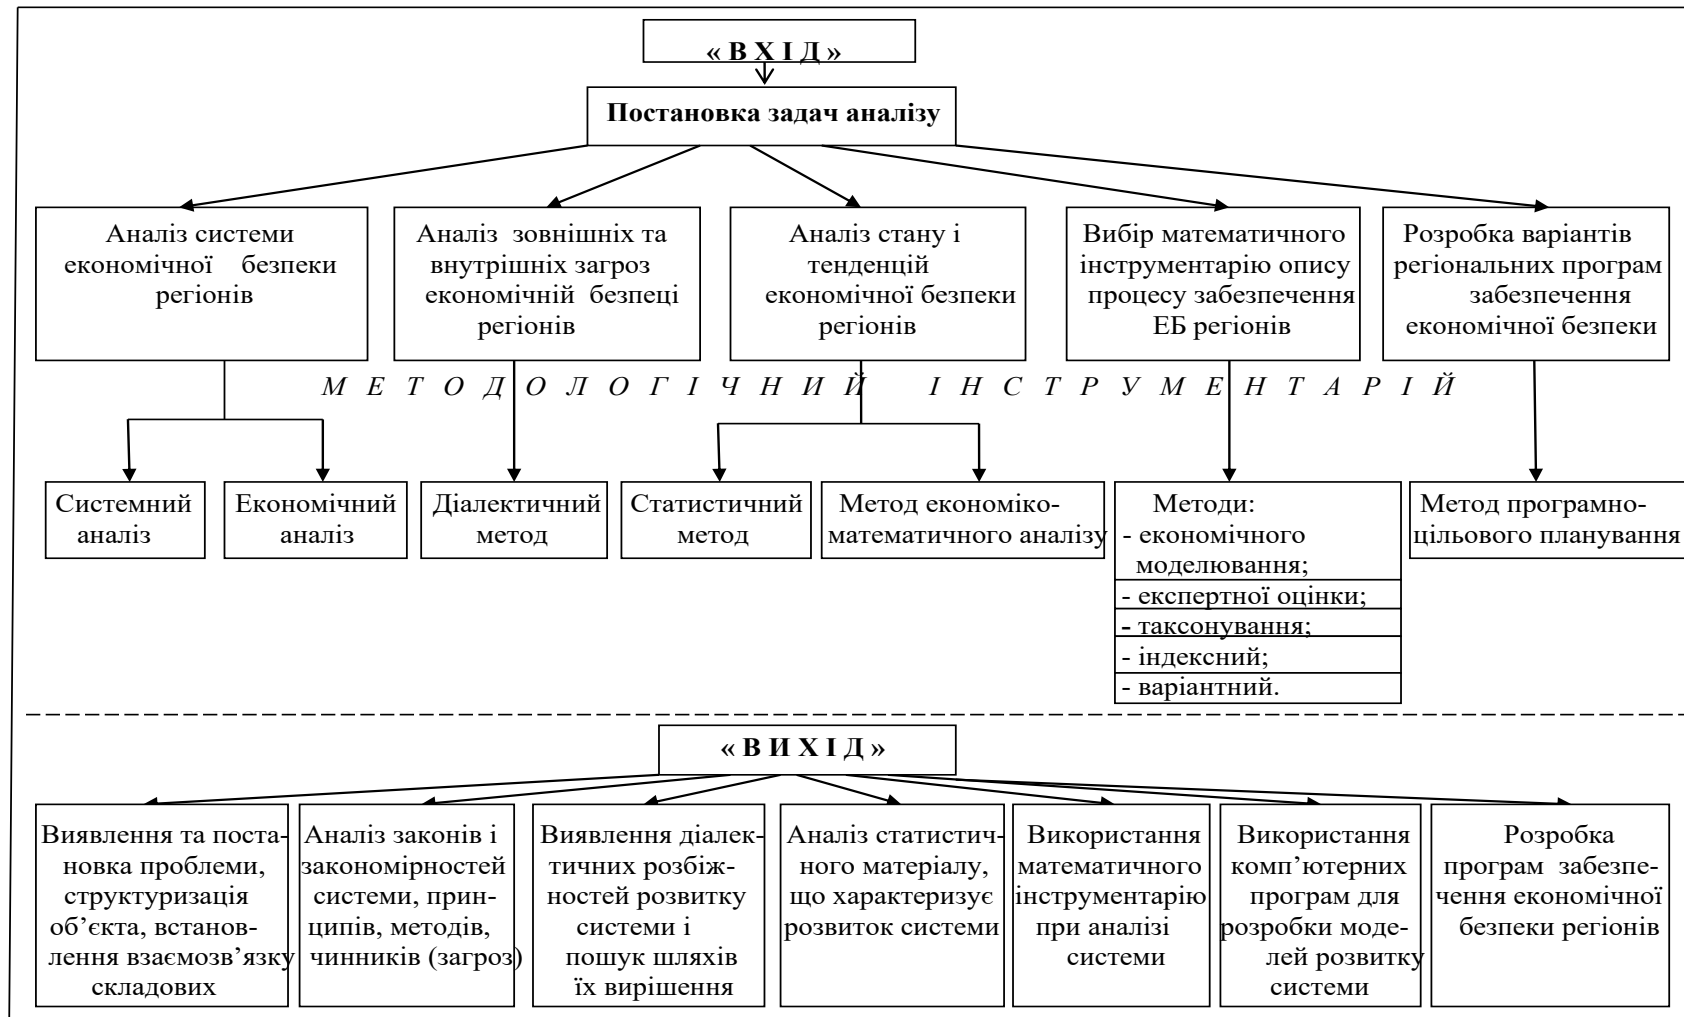 « В Х І Д »
Постановка задач аналізу
Аналіз системи
економічної безпеки
регіонів
Аналіз зовнішніх та
внутрішніх загроз
економічній безпеці
регіонів
Аналіз стану і
тенденцій
економічної безпеки
регіонів
Вибір математичного
інструментарію опису
процесу забезпечення
ЕБ регіонів
Розробка варіантів
регіональних програм
забезпечення
економічної безпеки
М Е Т О Д О Л О Г І Ч Н И Й І Н С Т Р У М Е Н Т А Р І Й
Системний
аналіз
Економічний
аналіз
Діалектичний
метод
Статистичний
метод
Метод економіко-
математичного аналізу
Методи:
- економічного
моделювання;
- експертної оцінки;
- таксонування;
- індексний;
- варіантний.
Метод програмно-
цільового планування
« В И Х І Д »
Виявлення та поста-
новка проблеми,
структуризація
об’єкта, встанов-
лення взаємозв’язку
складових
Аналіз законів і
закономірностей
системи, прин-
ципів, методів,
чинників (загроз)
Виявлення діалек-
тичних розбіж-
ностей розвитку
системи і
пошук шляхів
їх вирішення
Аналіз статистич-
ного матеріалу,
що характеризує
розвиток системи
Використання
математичного
інструментарію
при аналізі
системи
Використання
комп’ютерних
програм для
розробки моде-
лей розвитку
системи
Розробка
програм забезпе-
чення економічної
безпеки регіонів